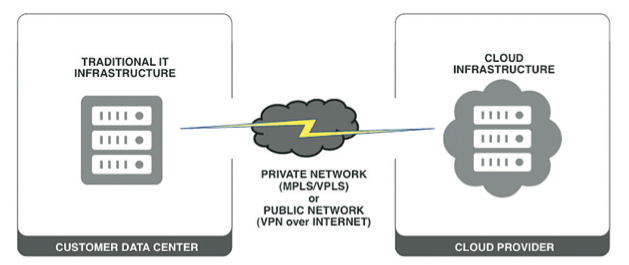 TRADITIONAL IT
INFRASTRUCTURE
CUSTOMER DATA CENTER
PRIVATE NETWORK
(MPLS/VPLS)
or
PUBLIC NETWORK
(VPN over INTERNET)
CLOUD
INFRASTRUCTURE
CLOUD PROVIDER